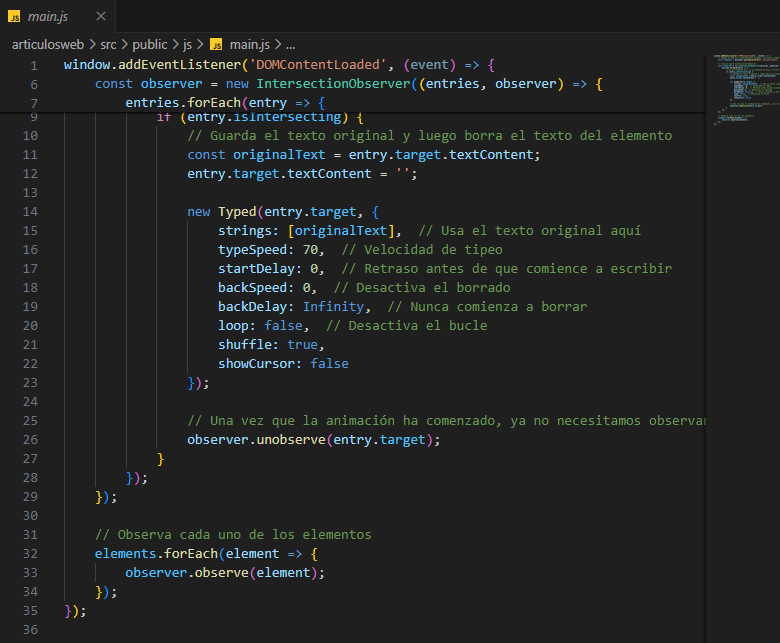 JS main.js ×
articulosweb > src > public > js > JS main.js > ...
1 window.addEventListener('DOMContentLoaded', (event) => {
6 const observer = new IntersectionObserver((entries, observer) => {
7 entries.forEach(entry => {
9 if (entry.isIntersecting) {
10 // Guarda el texto original y luego borra el texto del elemento
11 const originalText = entry.target.textContent;
12 entry.target.textContent = '';
13
14 new Typed(entry.target, {
15 strings: [originalText], // Usa el texto original aquí
16 typeSpeed: 70, // Velocidad de tipeo
17 startDelay: 0, // Retraso antes de que comience a escribir
18 backSpeed: 0, // Desactiva el borrado
19 backDelay: Infinity, // Nunca comienza a borrar
20 loop: false, // Desactiva el bucle
21 shuffle: true,
22 showCursor: false
23 });
24
25 // Una vez que la animación ha comenzado, ya no necesitamos observar
26 observer.unobserve(entry.target);
27 }
28 });
29 });
30
31 // Observa cada uno de los elementos
32 elements.forEach(element => {
33 observer.observe(element);
34 });
35 });
36